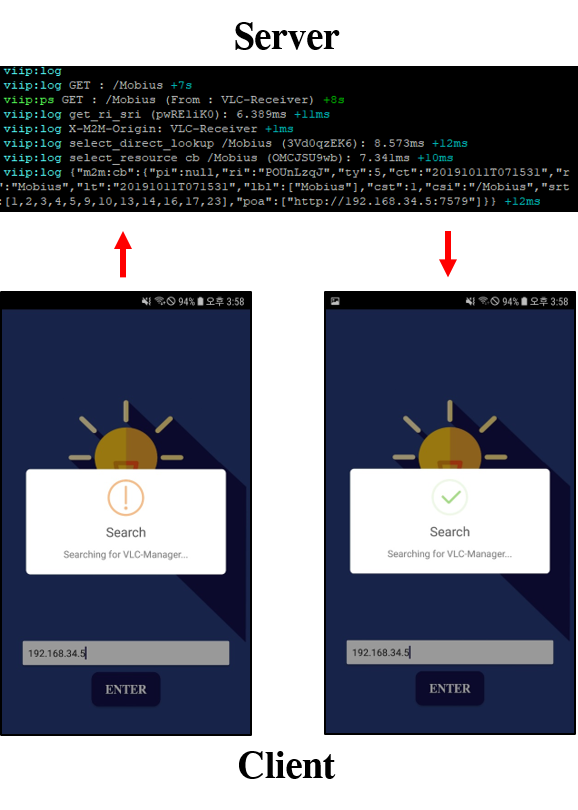 Server
viip:log
viip:log GET : /Mobius +7s
viip:ps GET : /Mobius (From : VLC-Receiver) +8s
viip:log get_ri_sri (pwREliK0): 6.389ms +11ms
viip:log X-M2M-Origin: VLC-Receiver +1ms
viip:log select_direct_lookup /Mobius (3Vd0qzEK6): 8.573ms +12ms
viip:log select_resource cb /Mobius (OMCJSU9wb): 7.341ms +10ms
viip:log {"m2m:cb":{"pi":null,"ri":"POUnLzqJ","ty":5,"ct":"20191011T071531","r
":"Mobius","lt":"20191011T071531","lbl":["Mobius"],"cst":1,"csi":"/Mobius","srt
:[1,2,3,4,5,9,10,13,14,16,17,23],"poa":["http://192.168.34.5:7579"]}} +12ms
94% 오후 3:58
94% 오후 3:58
Search
Searching for VLC-Manager...
Search
Searching for VLC-Manager...
192.168.34.5
192.168.34.5
ENTER
ENTER
Client